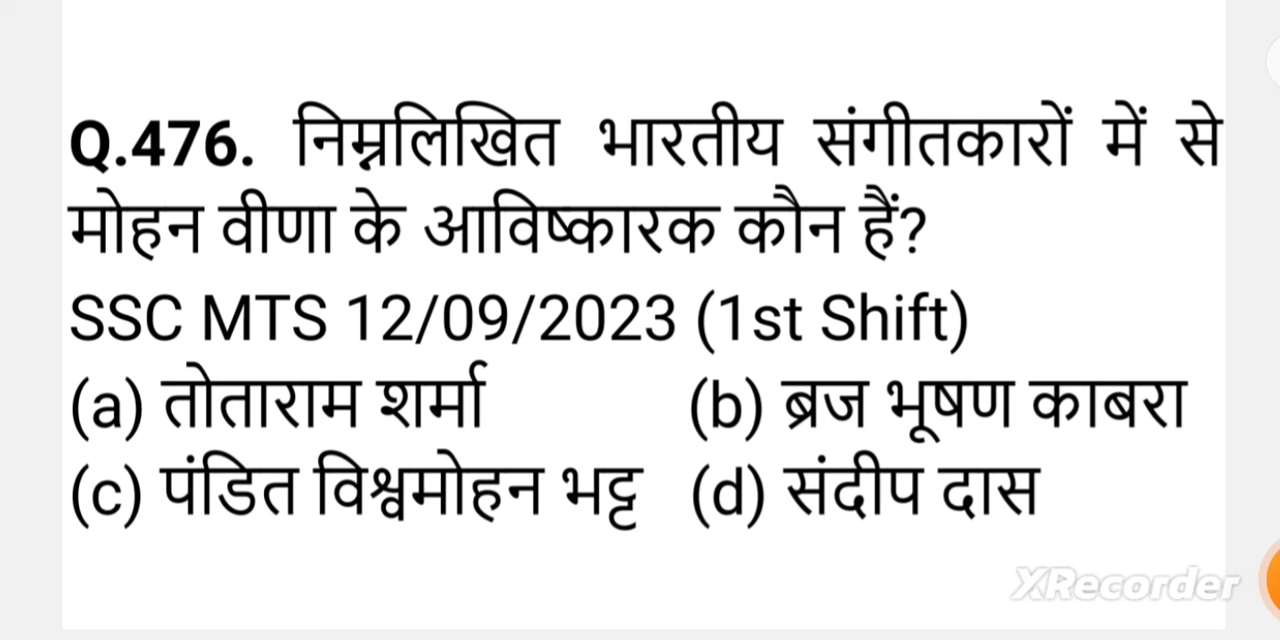 Q.476. निम्नलिखित भारतीय संगीतकारों में से
मोहन वीणा के आविष्कारक कौन हैं?
SSC MTS 12/09/2023 (1st Shift)
(a) तोताराम शर्मा (b) ब्रज भूषण काबरा
(c) पंडित विश्वमोहन भट्ट (d) संदीप दास
XRecorder